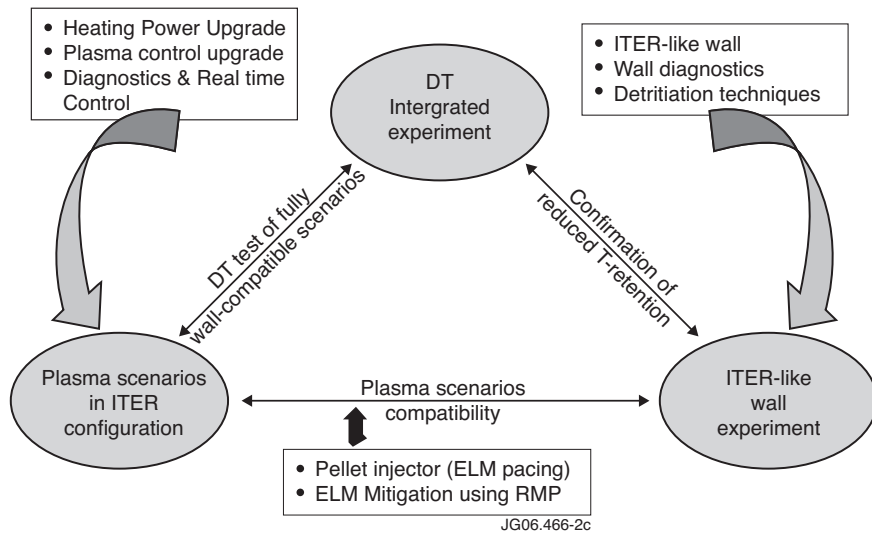 • Heating Power Upgrade
• Plasma control upgrade
• Diagnostics & Real time
Control
DT
Intergrated
experiment
• ITER-like wall
• Wall diagnostics
• Detritiation techniques
DT test of fully
wall-compatible scenarios
Confirmation of
reduced T-retention
Plasma scenarios
in ITER
configuration
Plasma scenarios
compatibility
ITER-like
wall
experiment
• Pellet injector (ELM pacing)
• ELM Mitigation using RMP
JG06.466-2c